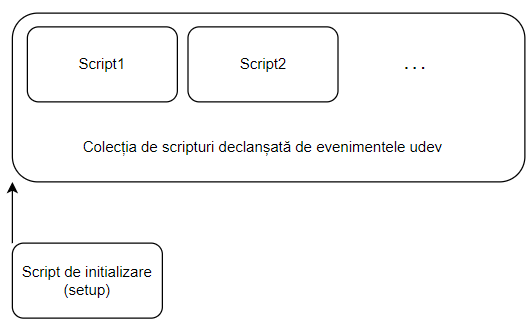 Script1
Script2
...
Colecția de scripturi declanșată de evenimentele udev
Script de initializare
(setup)